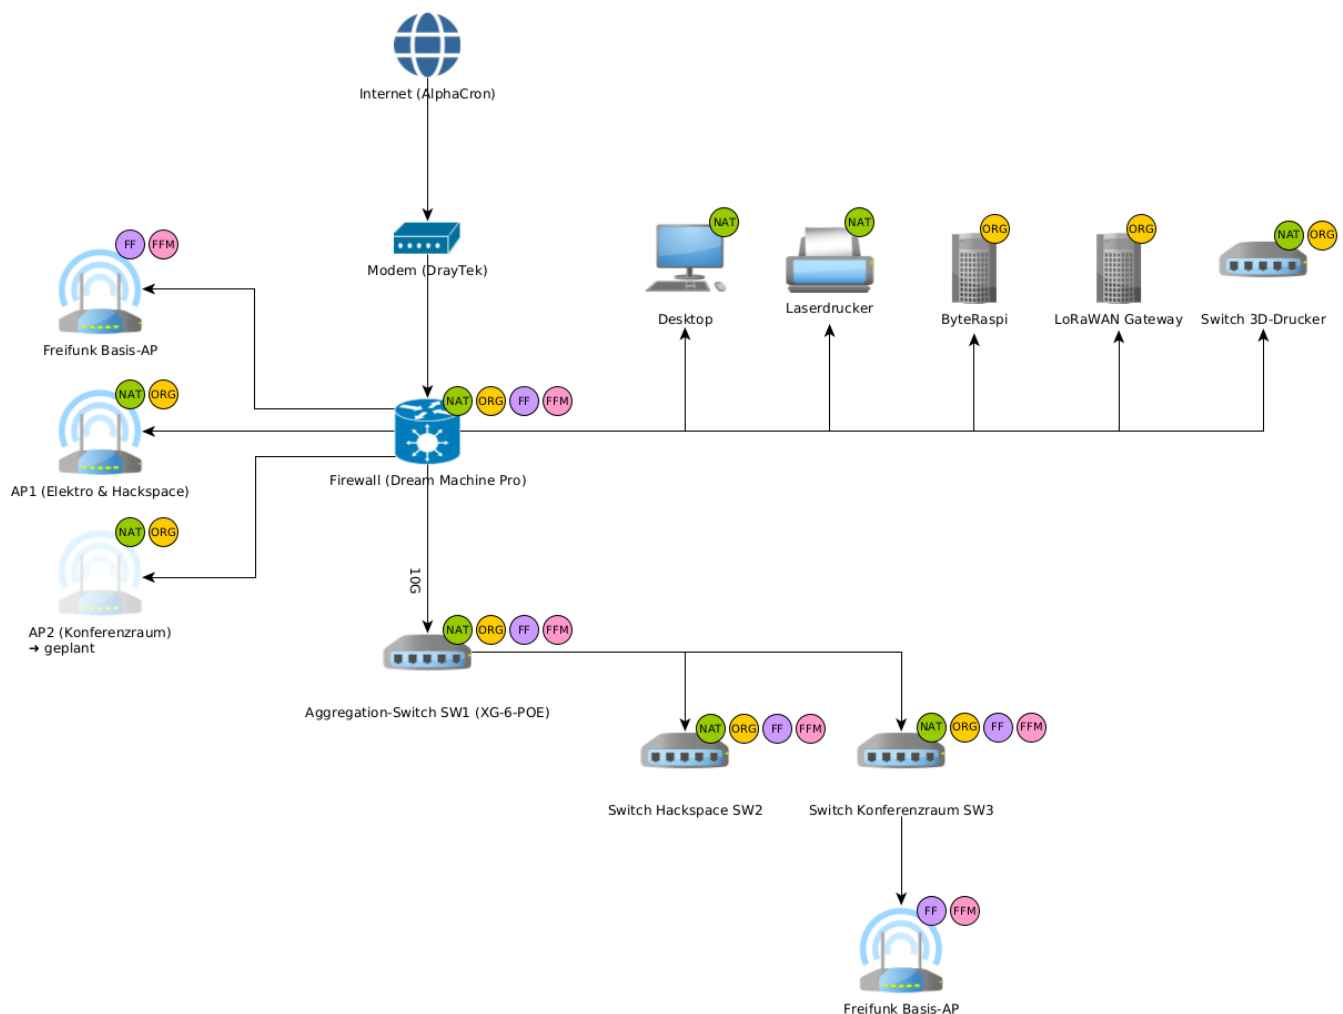 Internet (AlphaCron)
Modem (DrayTek)
FF FFM
Freifunk Basis-AP
NAT ORG
AP1 (Elektro & Hackspace)
NAT ORG
AP2 (Konferenzraum)
➜ geplant
NAT ORG FF FFM
Firewall (Dream Machine Pro)
NAT
Desktop
NAT
Laserdrucker
ORG
ByteRaspi
ORG
LoRaWAN Gateway
NAT ORG
Switch 3D-Drucker
10G
NAT ORG FF FFM
Aggregation-Switch SW1 (XG-6-POE)
NAT ORG FF FFM
Switch Hackspace SW2
NAT ORG FF FFM
Switch Konferenzraum SW3
FF FFM
Freifunk Basis-AP